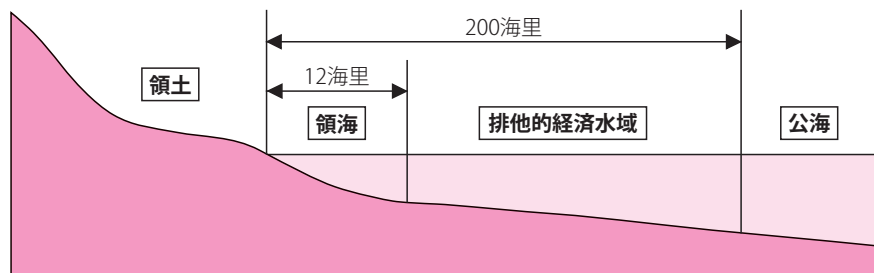 200海里
12海里
領土
領海
排他的経済水域
公海